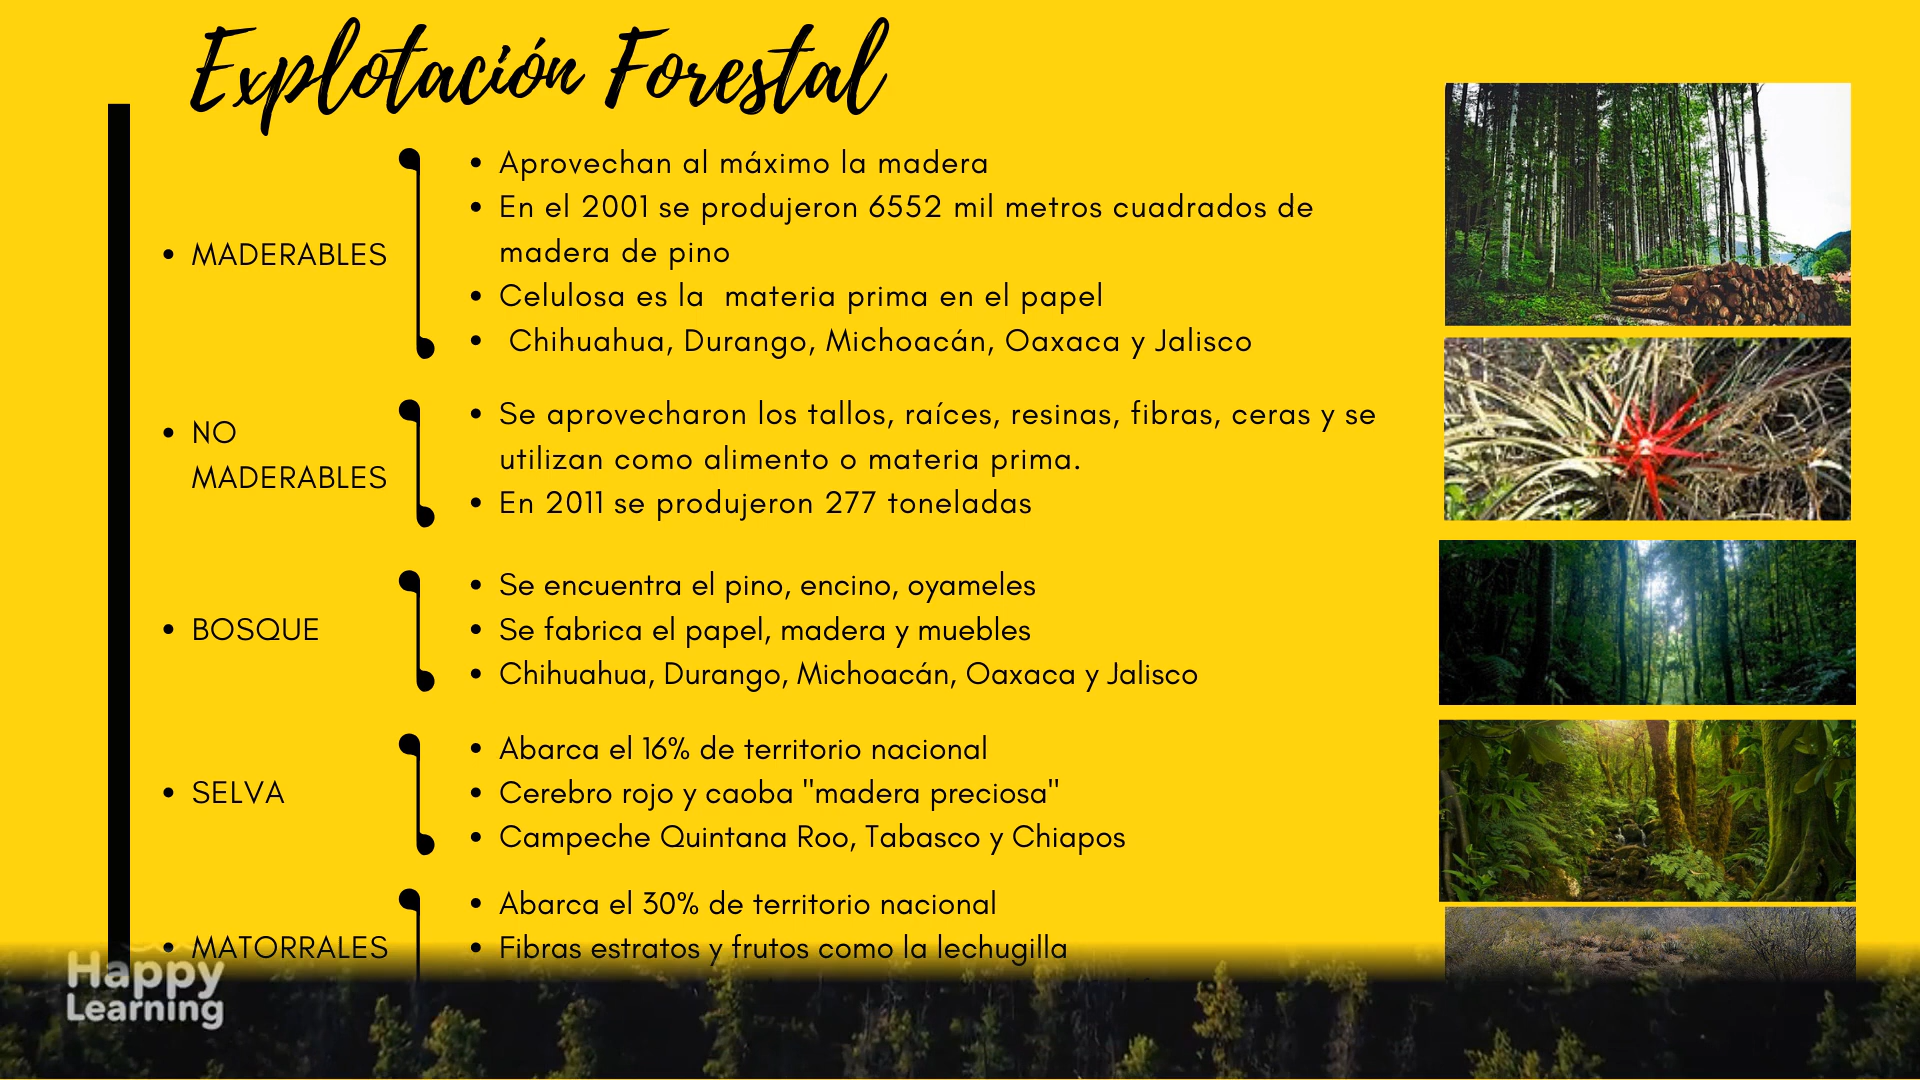 Explotación Forestal
• MADERABLES
• Aprovechan al máximo la madera
• En el 2001 se produjeron 6552 mil metros cuadrados de
madera de pino
• Celulosa es la  materia prima en el papel
• Chihuahua, Durango, Michoacán, Oaxaca y Jalisco
• NO
MADERABLES
• Se aprovecharon los tallos, raíces, resinas, fibras, ceras y se
utilizan como alimento o materia prima.
• En 2011 se produjeron 277 toneladas
• BOSQUE
• Se encuentra el pino, encino, oyameles
• Se fabrica el papel, madera y muebles
• Chihuahua, Durango, Michoacán, Oaxaca y Jalisco
• SELVA
• Abarca el 16% de territorio nacional
• Cerebro rojo y caoba "madera preciosa"
• Campeche Quintana Roo, Tabasco y Chiapos
• MATORRALES
• Abarca el 30% de territorio nacional
• Fibras estratos y frutos como la lechugilla
Happy
Learning